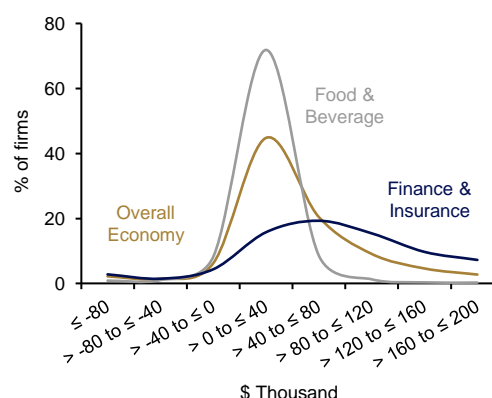 80
60
40
20
0
% of firms
Food &
Beverage
Finance &
Insurance
Overall
Economy
≤ -80
> -80 to ≤ -40
> -40 to ≤ 0
> 0 to ≤ 40
> 40 to ≤ 80
> 80 to ≤ 120
> 120 to ≤ 160
> 160 to ≤ 200
$ Thousand